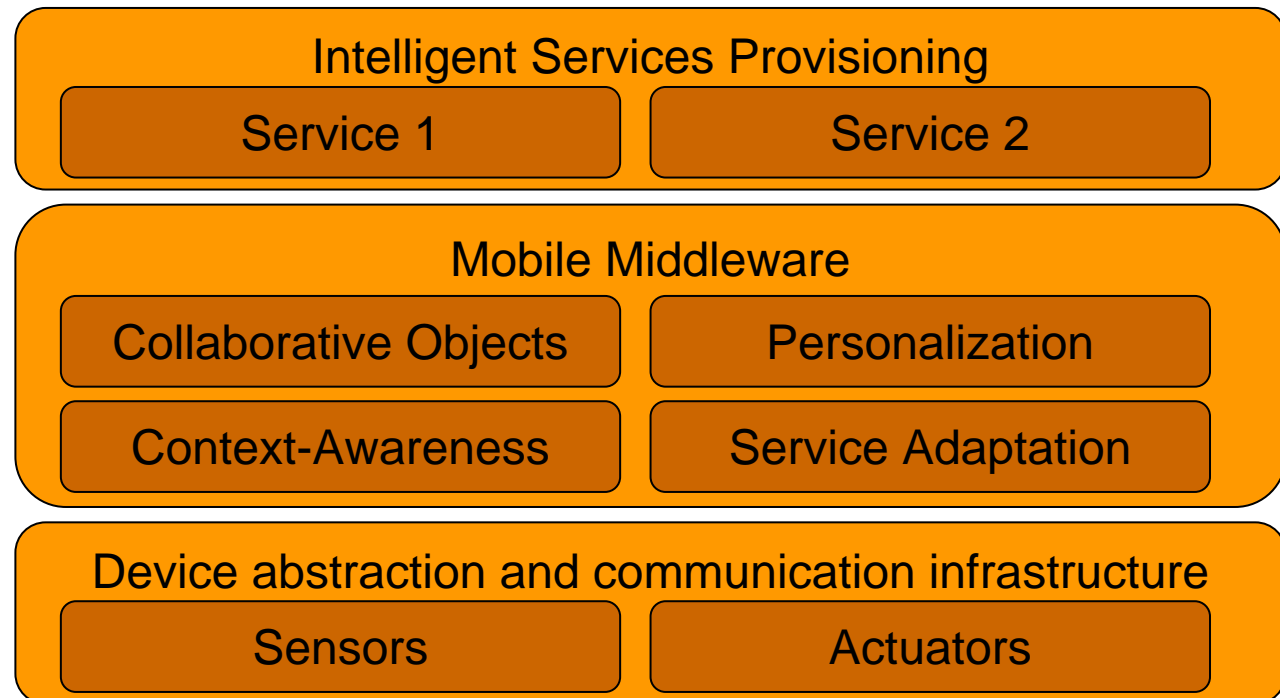 Intelligent Services Provisioning
Service 1
Service 2
Mobile Middleware
Collaborative Objects
Personalization
Context-Awareness
Service Adaptation
Device abstraction and communication infrastructure
Sensors
Actuators